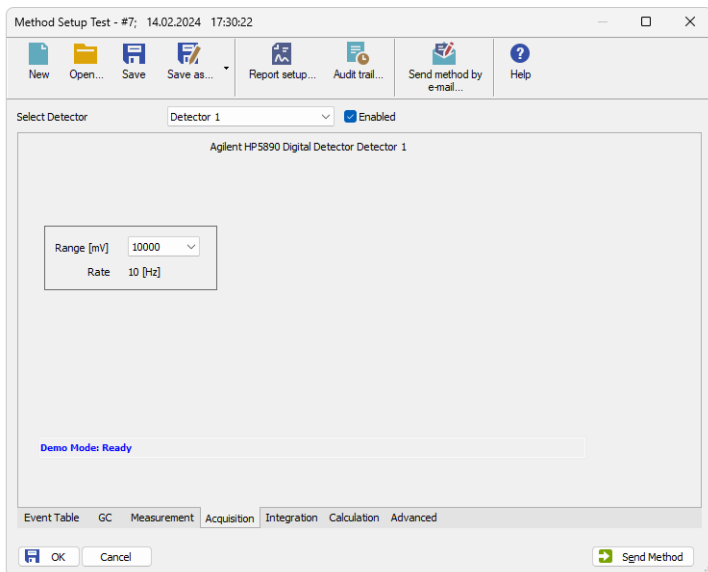 Method Setup Test - #7; 14.02.2024 17:30:22
New Open... Save Save as... Report setup... Audit trail... Send method by e-mail... Help
Select Detector Detector 1 Enabled
Agilent HP5890 Digital Detector Detector 1
Range [mV] 10000
Rate 10 [Hz]
Demo Mode: Ready
Event Table GC Measurement Acquisition Integration Calculation Advanced
OK Cancel Send Method